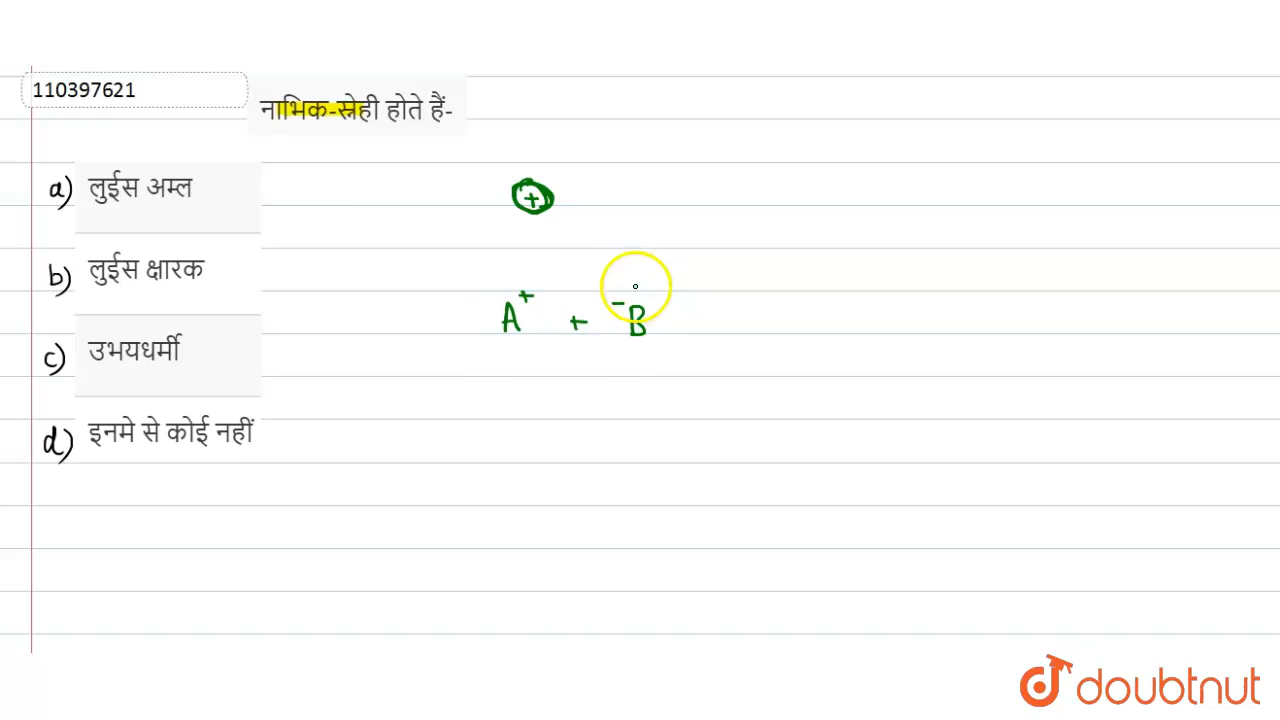 110397621
नाभिक-स्नेही होते हैं-
a) लुईस अम्ल
b) लुईस क्षारक
c) उभयधर्मी
d) इनमे से कोई नहीं
+
A⁺ + ⁻B
doubtnut